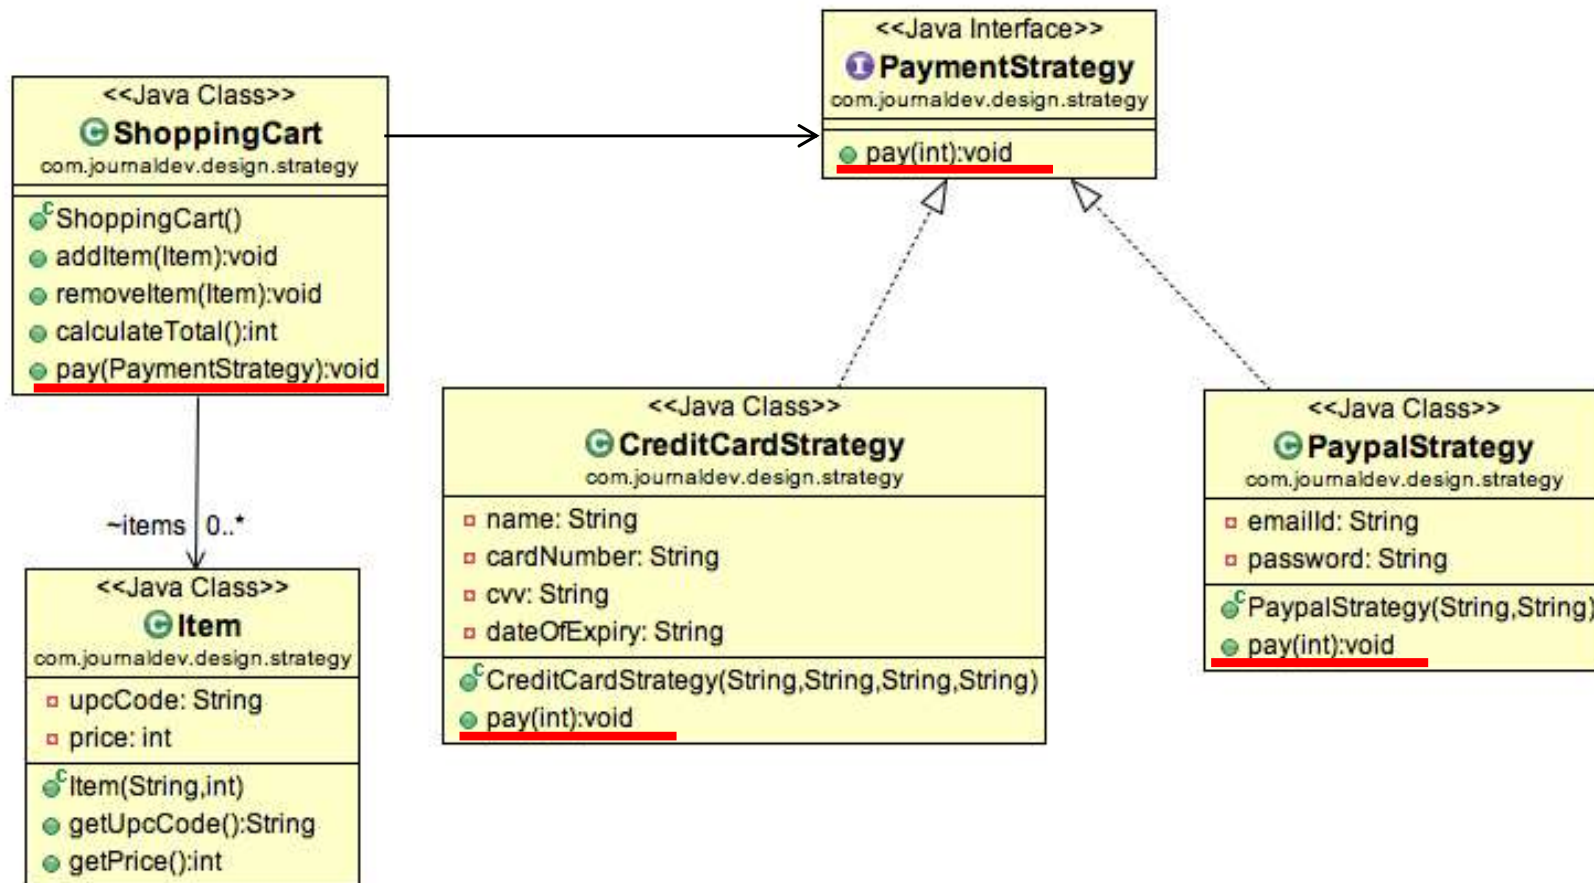 <<Java Class>>
ShoppingCart
com.journaldev.design.strategy
ShoppingCart()
addItem(Item):void
removeItem(Item):void
calculateTotal():int
pay(PaymentStrategy):void
<<Java Interface>>
PaymentStrategy
com.journaldev.design.strategy
pay(int):void
~items 0..*
<<Java Class>>
Item
com.journaldev.design.strategy
upcCode: String
price: int
Item(String,int)
getUpcCode():String
getPrice():int
<<Java Class>>
CreditCardStrategy
com.journaldev.design.strategy
name: String
cardNumber: String
cvv: String
dateOfExpiry: String
CreditCardStrategy(String,String,String,String)
pay(int):void
<<Java Class>>
PaypalStrategy
com.journaldev.design.strategy
emailId: String
password: String
PaypalStrategy(String,String)
pay(int):void